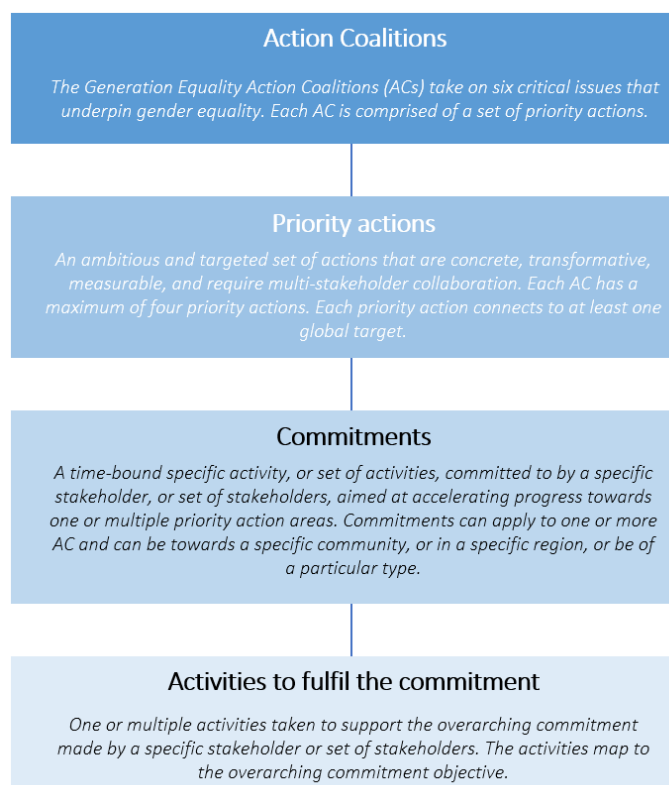 Action Coalitions
The Generation Equality Action Coalitions (ACs) take on six critical issues that
underpin gender equality. Each AC is comprised of a set of priority actions.
Priority actions
An ambitious and targeted set of actions that are concrete, transformative,
measurable, and require multi-stakeholder collaboration. Each AC has a
maximum of four priority actions. Each priority action connects to at least one
global target.
Commitments
A time-bound specific activity, or set of activities, committed to by a specific
stakeholder, or set of stakeholders, aimed at accelerating progress towards
one or multiple priority action areas. Commitments can apply to one or more
AC and can be towards a specific community, or in a specific region, or be of
a particular type.
Activities to fulfil the commitment
One or multiple activities taken to support the overarching commitment
made by a specific stakeholder or set of stakeholders. The activities map to
the overarching commitment objective.